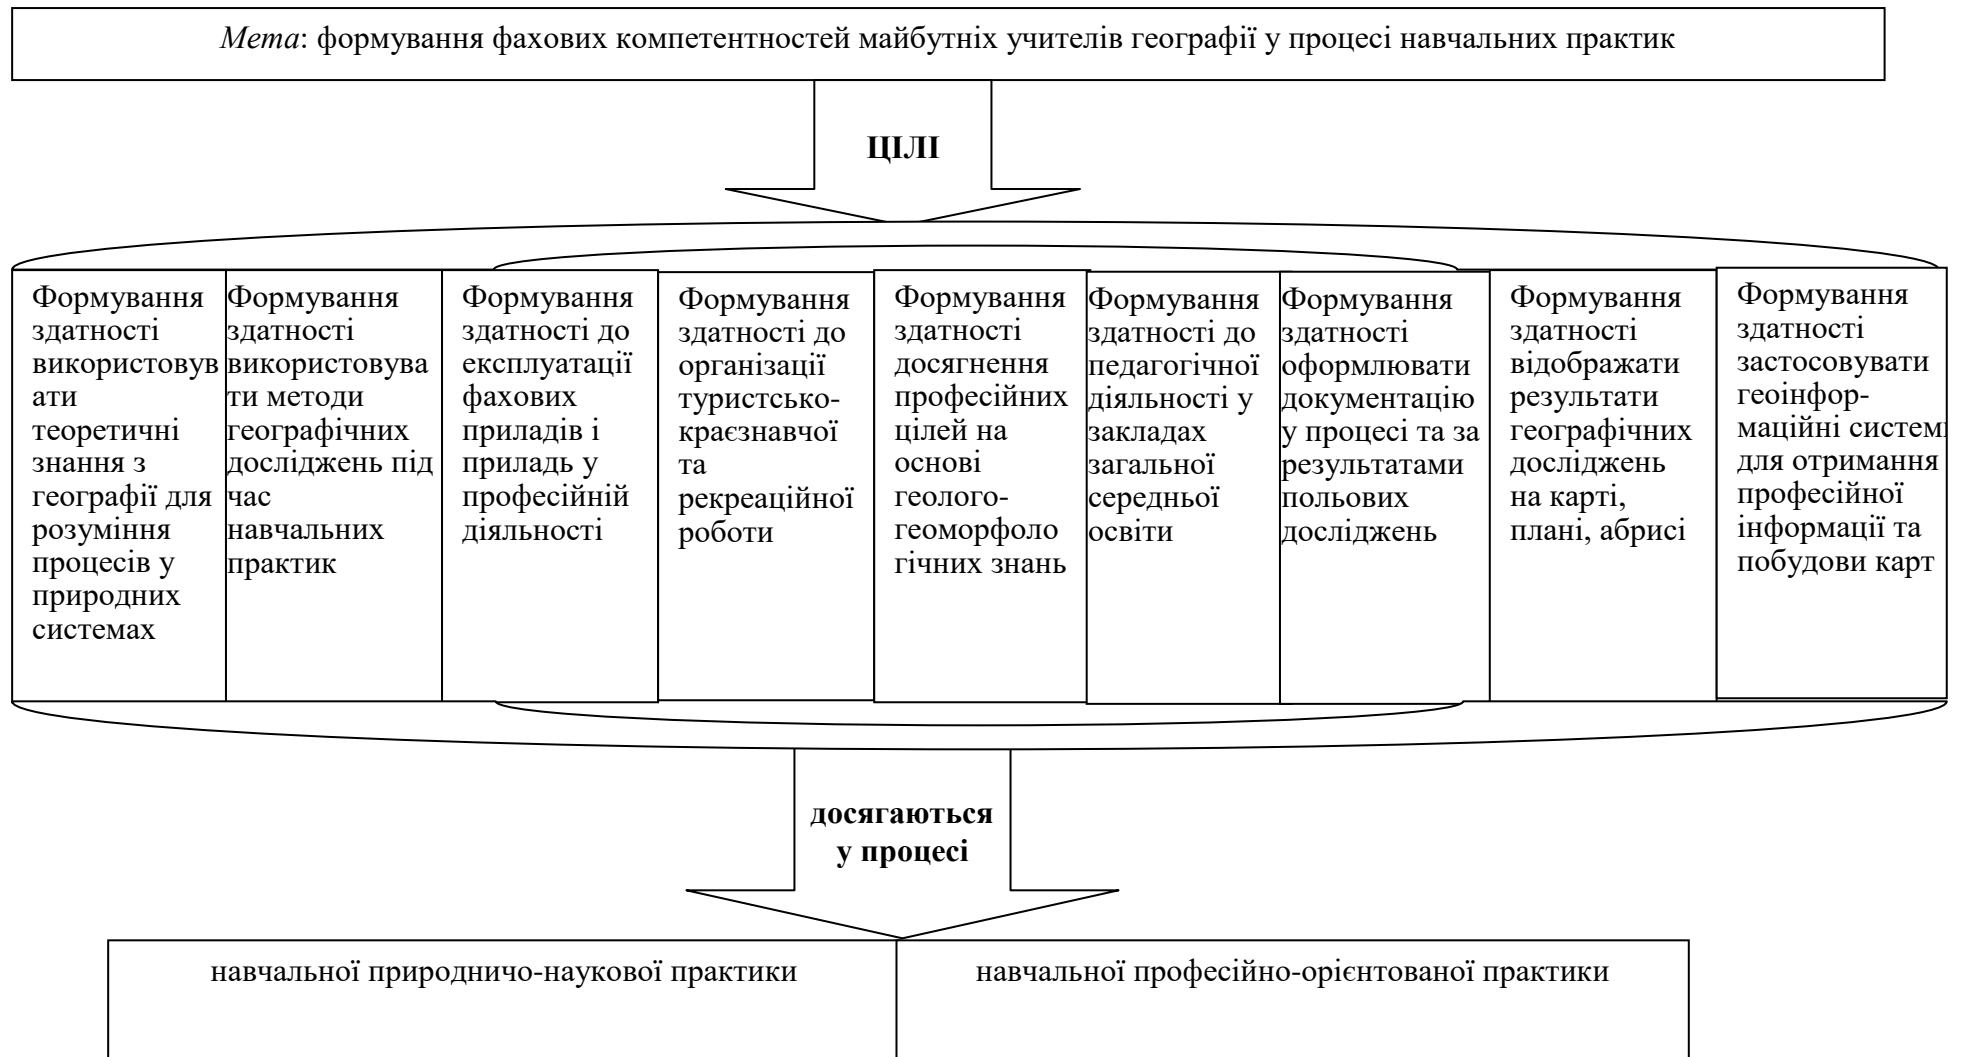 Мета: формування фахових компетентностей майбутніх учителів географії у процесі навчальних практик
ЦІЛІ
Формування
здатності
використовув
ати
теоретичні
знання з
географії для
розуміння
процесів у
природних
системах
Формування
здатності
використовува
ти методи
географічних
досліджень під
час
навчальних
практик
Формування
здатності до
експлуатації
фахових
приладів і
приладь у
професійній
діяльності
Формування
здатності до
організації
туристсько-
краєзнавчої
та
рекреаційної
роботи
Формування
здатності
досягнення
професійних
цілей на
основі
геолого-
геоморфоло
гічних знань
Формування
здатності до
педагогічної
діяльності у
закладах
загальної
середньої
освіти
Формування
здатності
оформлювати
документацію
у процесі та за
результатами
польових
досліджень
Формування
здатності
відображати
результати
географічних
досліджень
на карті,
плані, абрисі
Формування
здатності
застосовувати
геоінфор-
маційні систем
для отримання
професійної
інформації та
побудови карт
досягаються
у процесі
навчальної природничо-наукової практики
навчальної професійно-орієнтованої практики